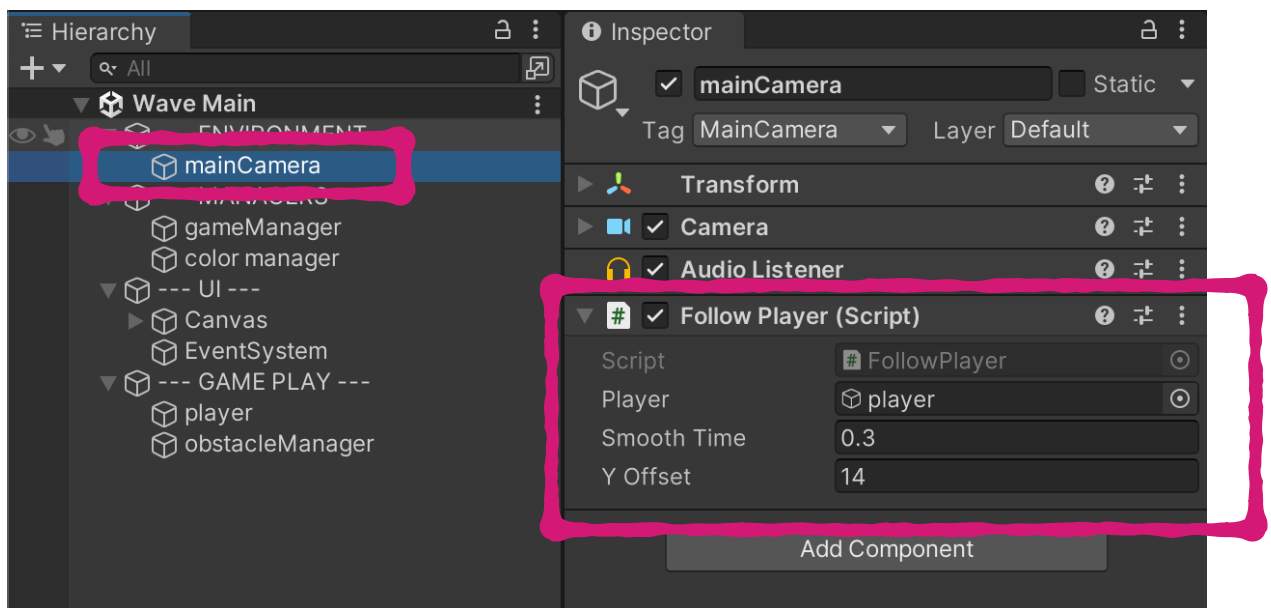 Hierarchy
All
Wave Main
ENVIRONMENT
mainCamera
MANAGERS
gameManager
color manager
--- UI ---
Canvas
EventSystem
--- GAME PLAY ---
player
obstacleManager
Inspector
mainCamera Static
Tag MainCamera Layer Default
Transform
Camera
Audio Listener
# Follow Player (Script)
Script # FollowPlayer
Player player
Smooth Time 0.3
Y Offset 14
Add Component